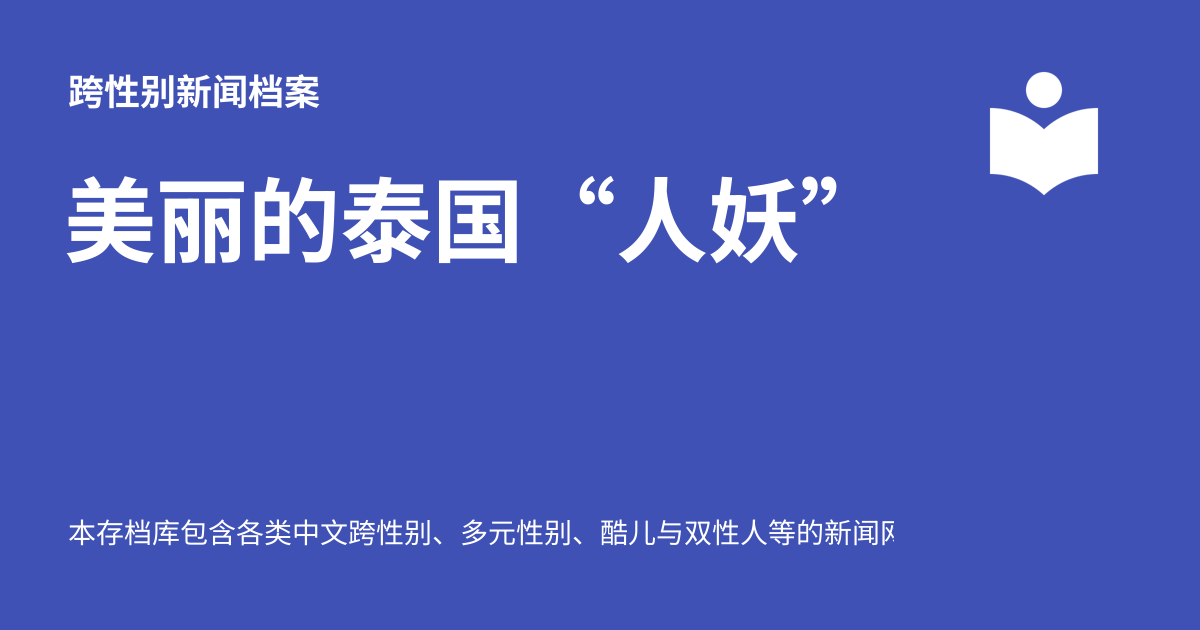 跨性别新闻档案
美丽的泰国“人妖”
本存档库包含各类中文跨性别、多元性别、酷儿与双性人等的新闻